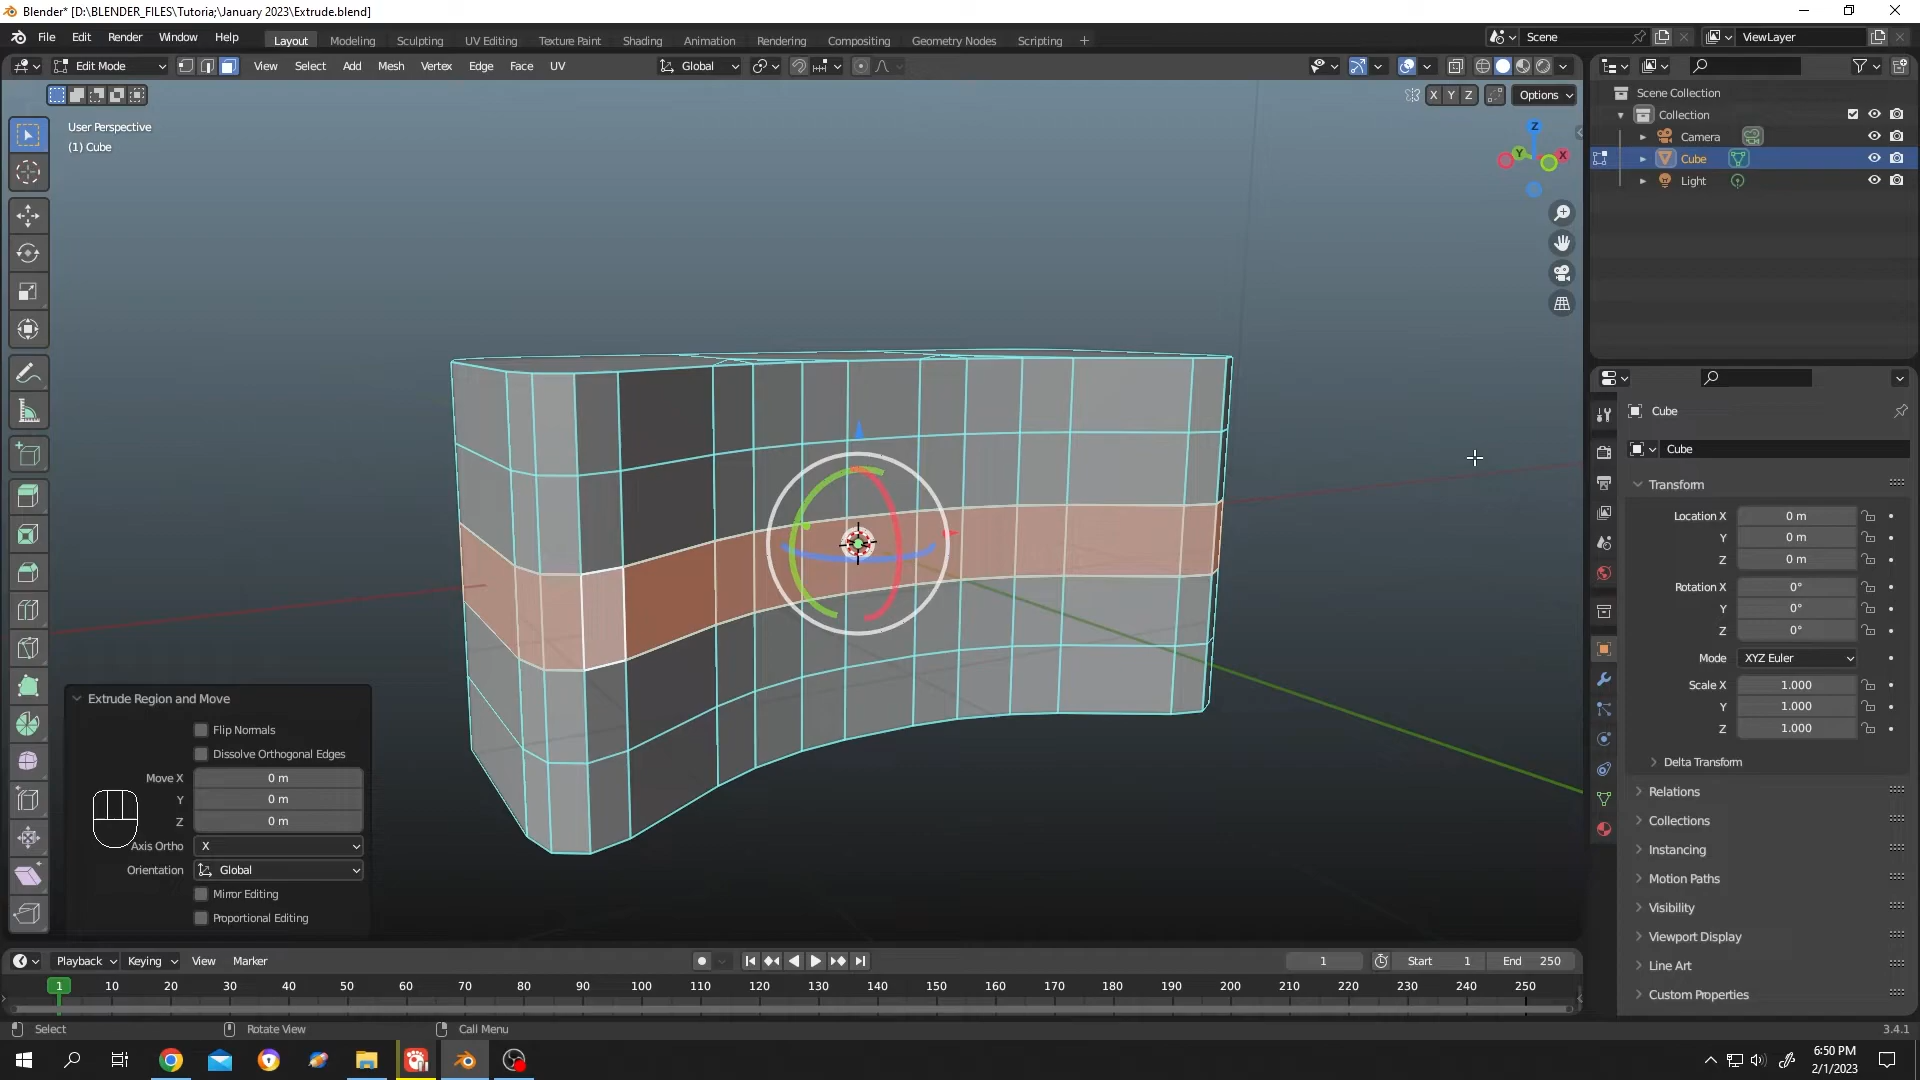 Blender* [D:\BLENDER_FILES\Tutoria;\January 2023\Extrude.blend]
File Edit Render Window Help Layout Modeling Sculpting UV Editing Texture Paint Shading Animation Rendering Compositing Geometry Nodes Scripting + Scene ViewLayer
Edit Mode View Select Add Mesh Vertex Edge Face UV Global
X Y Z Options
User Perspective
(1) Cube
Z
Y X
Scene Collection
Collection
Camera
Cube
Light
Cube
Cube
Transform
Location X 0 m
Y 0 m
Z 0 m
Rotation X 0°
Y 0°
Z 0°
Mode XYZ Euler
Scale X 1.000
Y 1.000
Z 1.000
Delta Transform
Relations
Collections
Instancing
Motion Paths
Visibility
Viewport Display
Line Art
Custom Properties
Extrude Region and Move
Flip Normals
Dissolve Orthogonal Edges
Move X 0 m
Y 0 m
Z 0 m
Axis Ortho X
Orientation Global
Mirror Editing
Proportional Editing
Playback Keying View Marker 1 Start 1 End 250
1 10 20 30 40 50 60 70 80 90 100 110 120 130 140 150 160 170 180 190 200 210 220 230 240 250
Select Rotate View Call Menu 3.4.1
6:50 PM
2/1/2023